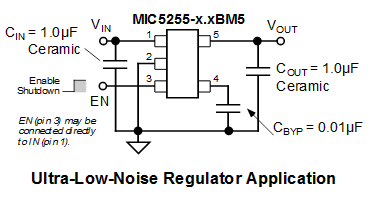 MIC5255-x.xBM5
C_IN = 1.0µF
Ceramic
V_IN
1
5
V_OUT
2
Enable
Shutdown
3
4
EN
C_OUT = 1.0µF
Ceramic
EN (pin 3) may be
connected directly
to IN (pin 1).
C_BYP = 0.01µF
Ultra-Low-Noise Regulator Application